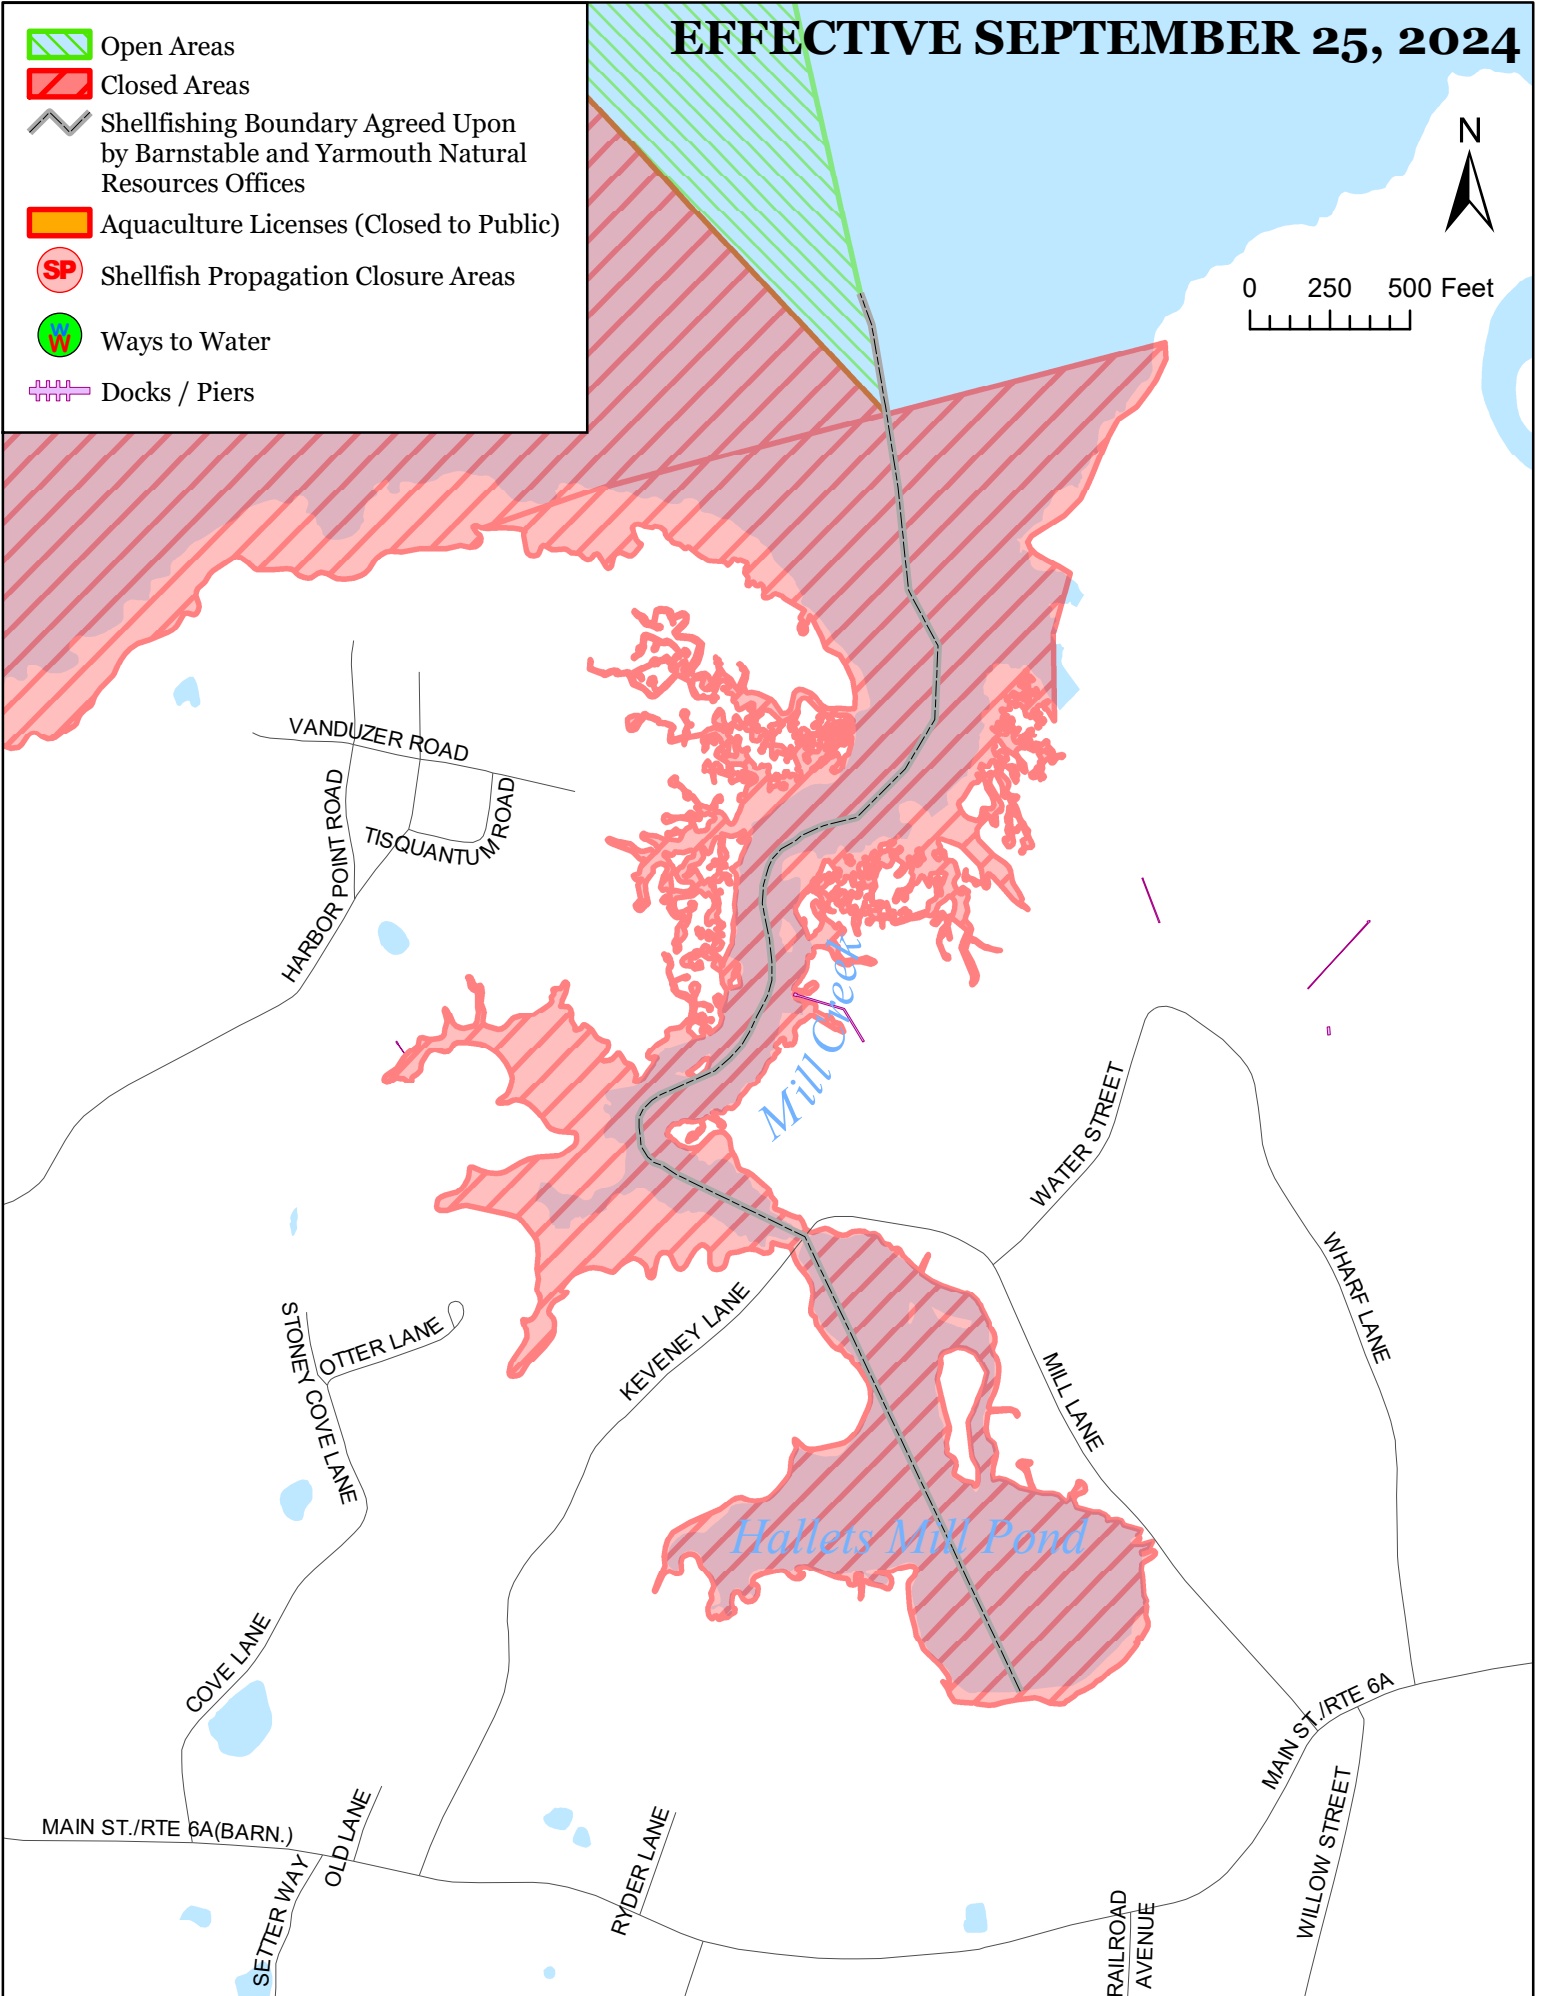 EFFECTIVE SEPTEMBER 25, 2024
Open Areas
Closed Areas
Shellfishing Boundary Agreed Upon
by Barnstable and Yarmouth Natural
Resources Offices
Aquaculture Licenses (Closed to Public)
SP
Shellfish Propagation Closure Areas
W
W
Ways to Water
Docks / Piers
N
0 250 500 Feet
VANDUZER ROAD
HARBOR POINT ROAD
TISQUANTUM ROAD
Mill Creek
WATER STREET
WHARF LANE
STONEY COVE LANE
OTTER LANE
KEVENEY LANE
MILL LANE
Hallets Mill Pond
COVE LANE
MAIN ST./RTE 6A
MAIN ST./RTE 6A(BARN.)
OLD LANE
SETTER WAY
RYDER LANE
WILLOW STREET
RAILROAD
AVENUE